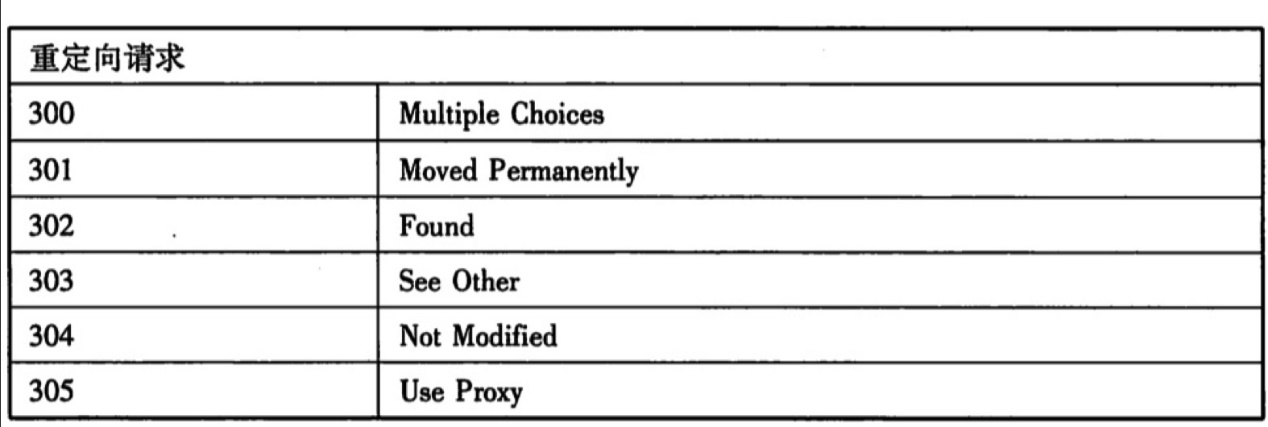 重定向请求
300 Multiple Choices
301 Moved Permanently
302 Found
303 See Other
304 Not Modified
305 Use Proxy